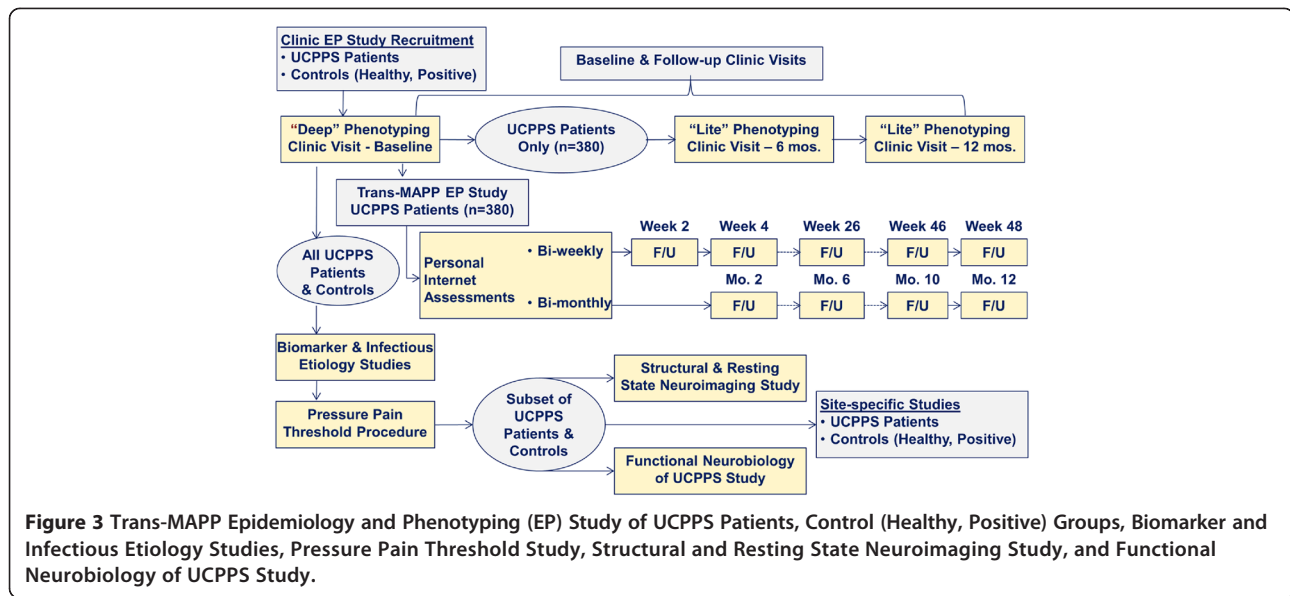 Clinic EP Study Recruitment
• UCPPS Patients
• Controls (Healthy, Positive)
Baseline & Follow-up Clinic Visits
"Deep" Phenotyping
Clinic Visit - Baseline
UCPPS Patients
Only (n=380)
"Lite" Phenotyping
Clinic Visit – 6 mos.
"Lite" Phenotyping
Clinic Visit – 12 mos.
Trans-MAPP EP Study
UCPPS Patients (n=380)
All UCPPS
Patients
& Controls
Personal
Internet
Assessments
• Bi-weekly
• Bi-monthly
Week 2
Week 4
Week 26
Week 46
Week 48
F/U
F/U
F/U
F/U
F/U
Mo. 2
Mo. 6
Mo. 10
Mo. 12
F/U
F/U
F/U
F/U
Biomarker & Infectious
Etiology Studies
Pressure Pain
Threshold Procedure
Subset of
UCPPS
Patients &
Controls
Structural & Resting
State Neuroimaging Study
Site-specific Studies
• UCPPS Patients
• Controls (Healthy, Positive)
Functional Neurobiology
of UCPPS Study
Figure 3 Trans-MAPP Epidemiology and Phenotyping (EP) Study of UCPPS Patients, Control (Healthy, Positive) Groups, Biomarker and
Infectious Etiology Studies, Pressure Pain Threshold Study, Structural and Resting State Neuroimaging Study, and Functional
Neurobiology of UCPPS Study.